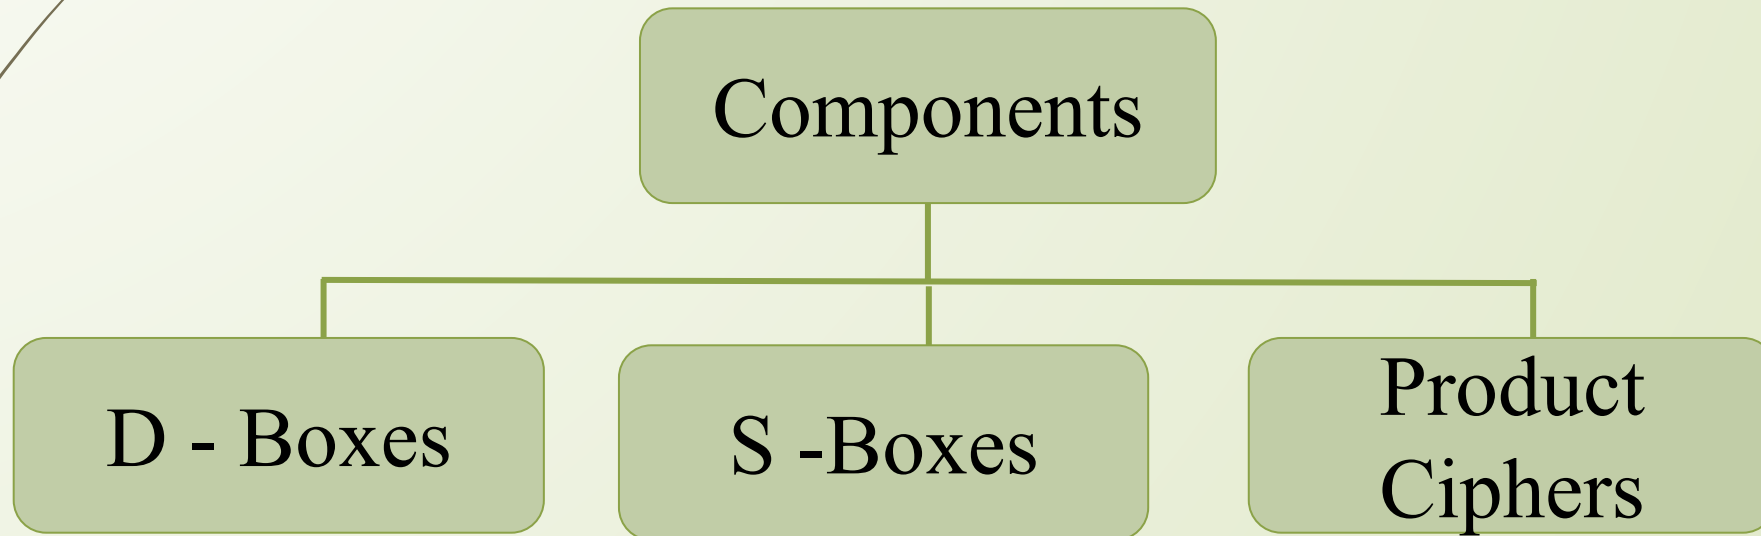 Components
D - Boxes
S -Boxes
Product
Ciphers